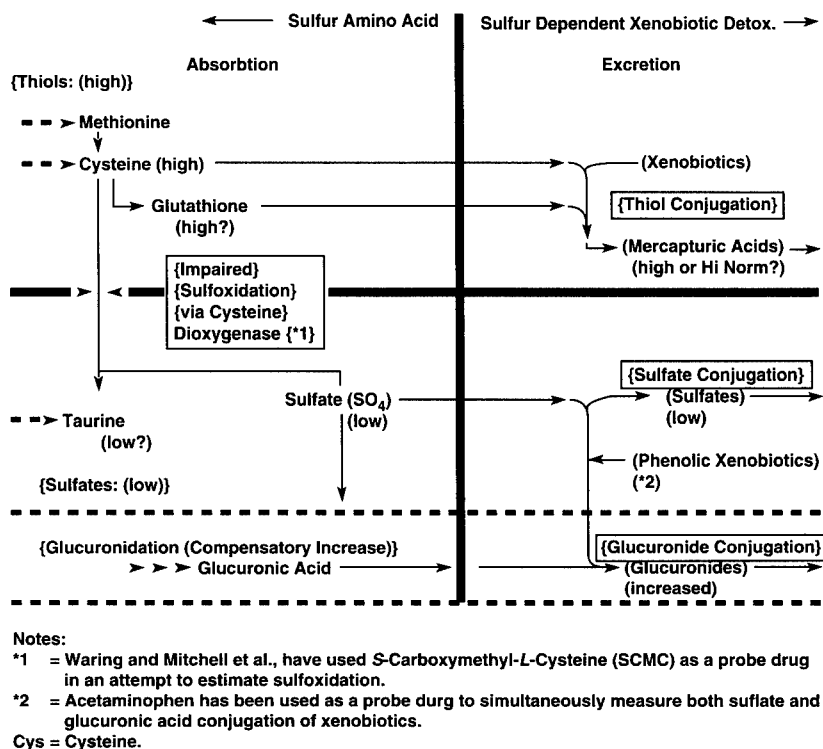 Sulfur Amino Acid
Sulfur Dependent Xenobiotic Detox.
Absorbtion
Excretion
{Thiols: (high)}
Methionine
Cysteine (high)
(Xenobiotics)
Glutathione
(high?)
{Thiol Conjugation}
(Mercapturic Acids)
(high or Hi Norm?)
{Impaired}
{Sulfoxidation}
{via Cysteine}
Dioxygenase {*1}
{Sulfate Conjugation}
Sulfate (SO₄)
(low)
(Sulfates)
(low)
Taurine
(low?)
(Phenolic Xenobiotics)
(*2)
{Sulfates: (low)}
{Glucuronidation (Compensatory Increase)}
Glucuronic Acid
{Glucuronide Conjugation}
(Glucuronides)
(increased)
Notes:
*1 = Waring and Mitchell et al., have used S-Carboxymethyl-L-Cysteine (SCMC) as a probe drug
in an attempt to estimate sulfoxidation.
*2 = Acetaminophen has been used as a probe durg to simultaneously measure both suflate and
glucuronic acid conjugation of xenobiotics.
Cys = Cysteine.